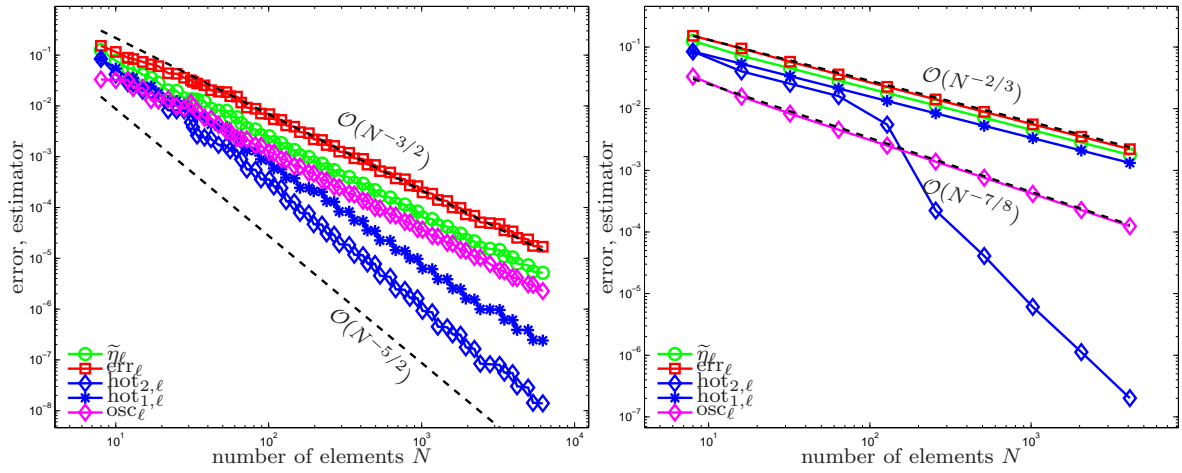 10^{-1}
10^{-2}
10^{-3}
10^{-4}
10^{-5}
10^{-6}
10^{-7}
10^{-8}
error, estimator
O(N^{-3/2})
O(N^{-5/2})
η̃_ℓ
err_ℓ
hot_{2,ℓ}
hot_{1,ℓ}
osc_ℓ
10^1
10^2
10^3
10^4
number of elements N
10^{-1}
10^{-2}
10^{-3}
10^{-4}
10^{-5}
10^{-6}
10^{-7}
error, estimator
O(N^{-2/3})
O(N^{-7/8})
η̃_ℓ
err_ℓ
hot_{2,ℓ}
hot_{1,ℓ}
osc_ℓ
10^1
10^2
10^3
number of elements N